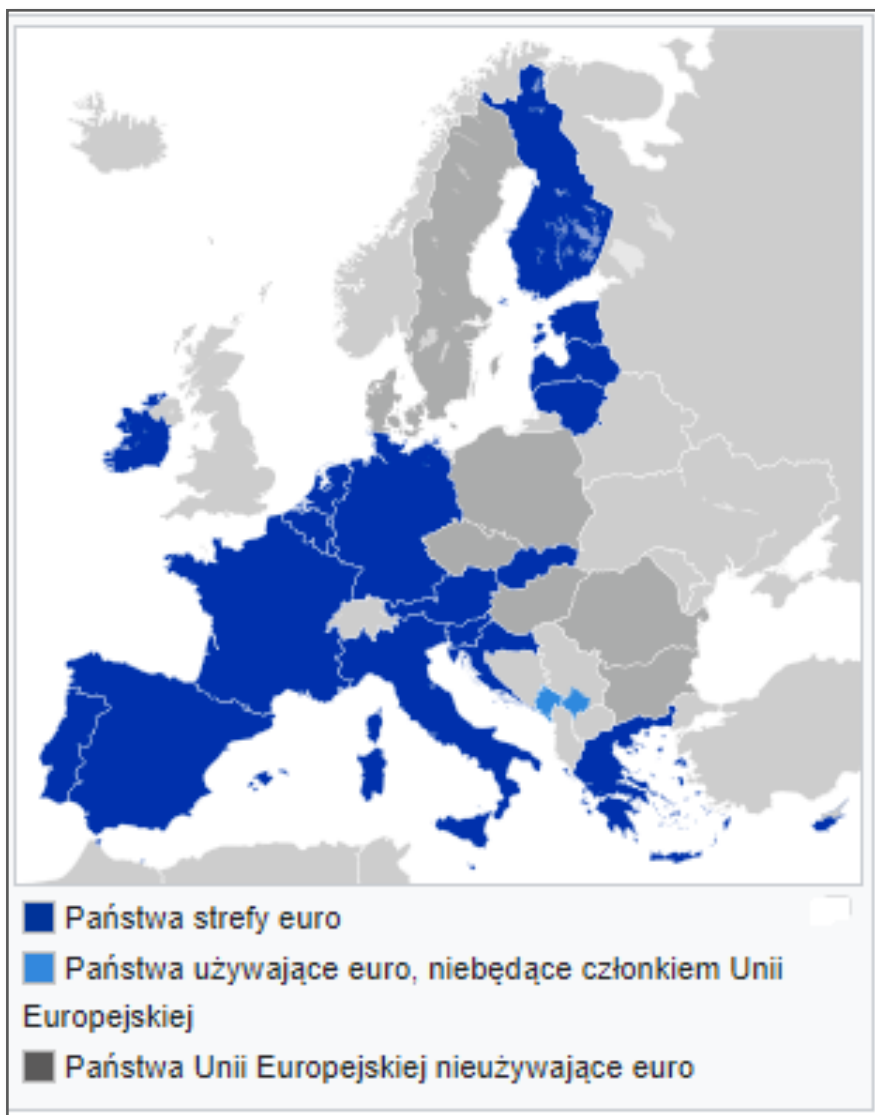 Państwa strefy euro
Państwa używające euro, niebędące członkiem Unii
Europejskiej
Państwa Unii Europejskiej nieużywające euro